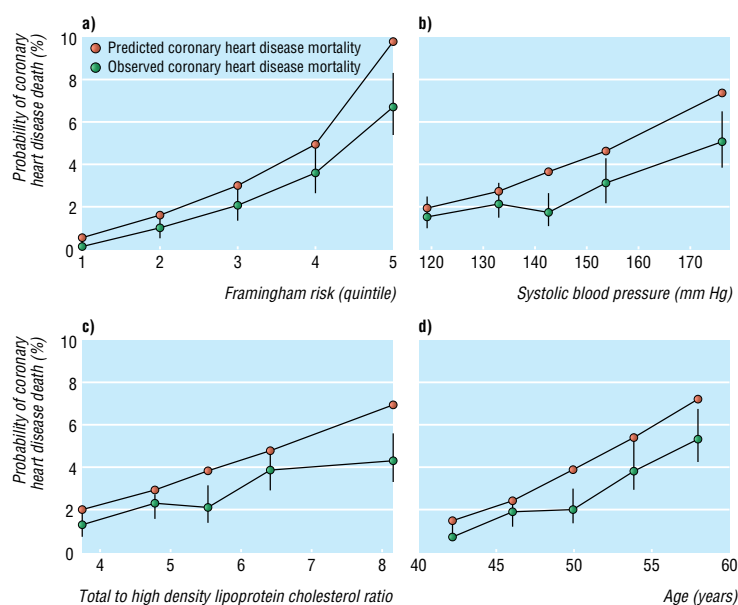 a)
Probability of coronary
heart disease death (%)
10
8
6
4
2
0
Predicted coronary heart disease mortality
Observed coronary heart disease mortality
1 2 3 4 5
Framingham risk (quintile)
b)
120 130 140 150 160 170
Systolic blood pressure (mm Hg)
c)
Probability of coronary
heart disease death (%)
10
8
6
4
2
0
4 5 6 7 8
Total to high density lipoprotein cholesterol ratio
d)
40 45 50 55 60
Age (years)